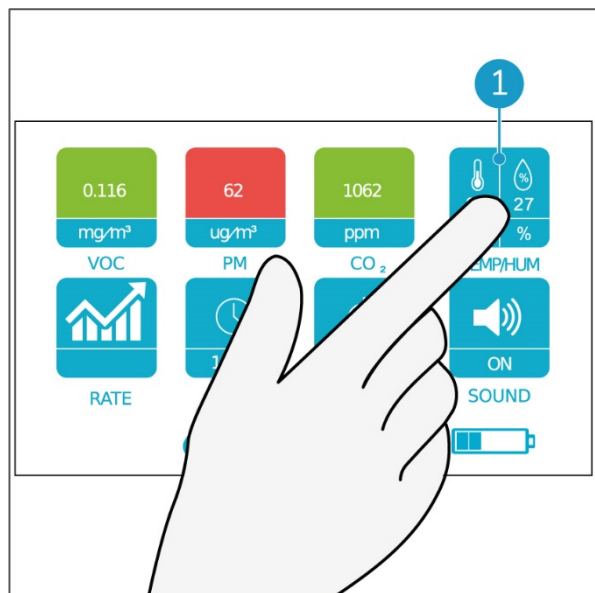 1
0.116
62
1062
27
mg/m³
ug/m³
ppm
%
VOC
PM
CO₂
EMP/HUM
1
ON
RATE
SOUND